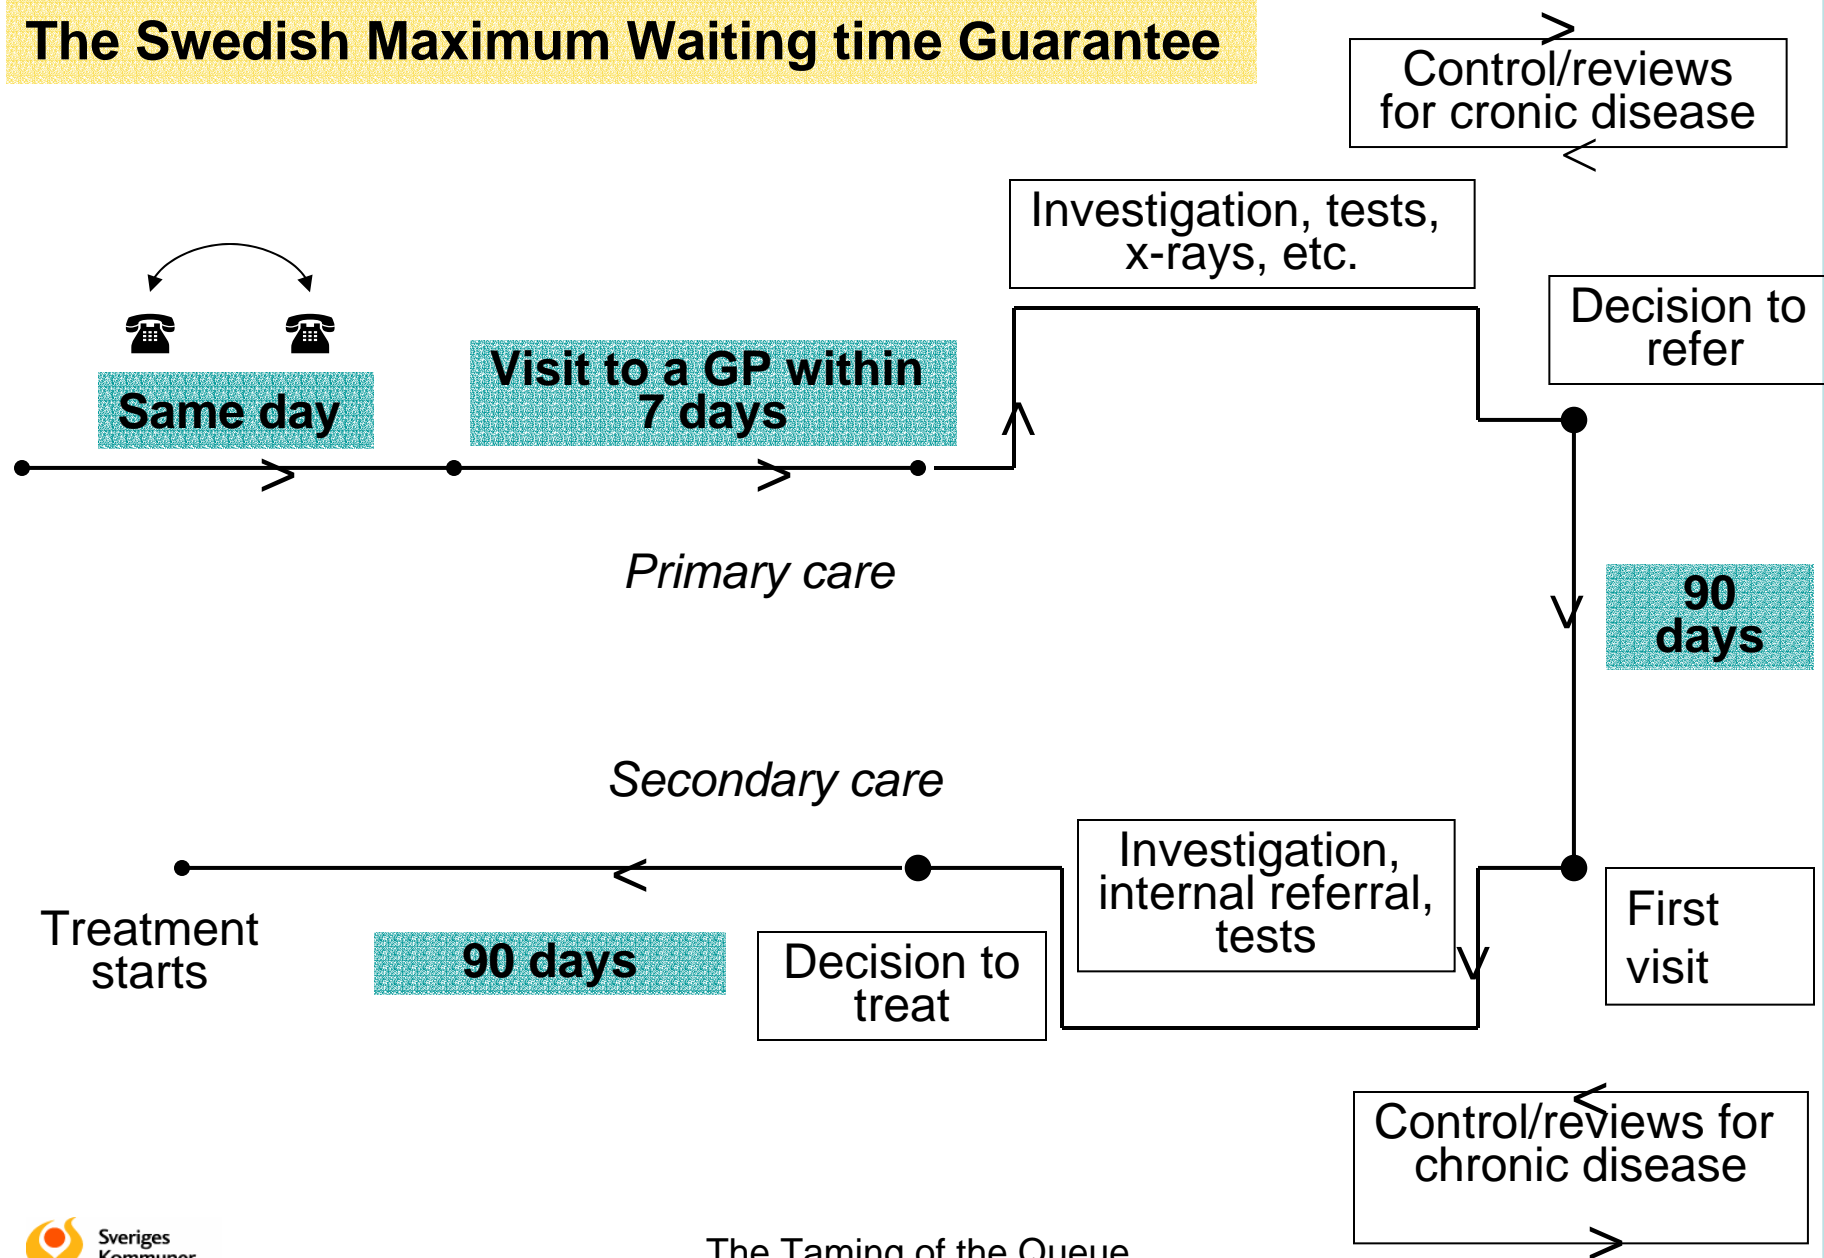 The Swedish Maximum Waiting time Guarantee
Control/reviews
for cronic disease
Investigation, tests,
x-rays, etc.
Decision to
refer
Same day
Visit to a GP within
7 days
Primary care
90
days
Secondary care
Investigation,
internal referral,
tests
First
visit
Treatment
starts
90 days
Decision to
treat
Control/reviews for
chronic disease
Sveriges
Kommuner
The Taming of the Queue